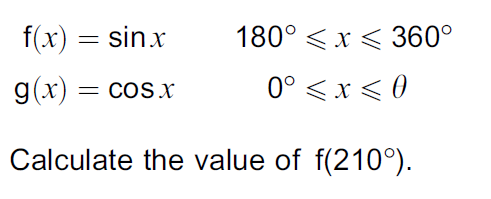 f(x) = sin x 180° ⩽ x ⩽ 360°
g(x) = cos x 0° ⩽ x ⩽ θ
Calculate the value of f(210°).